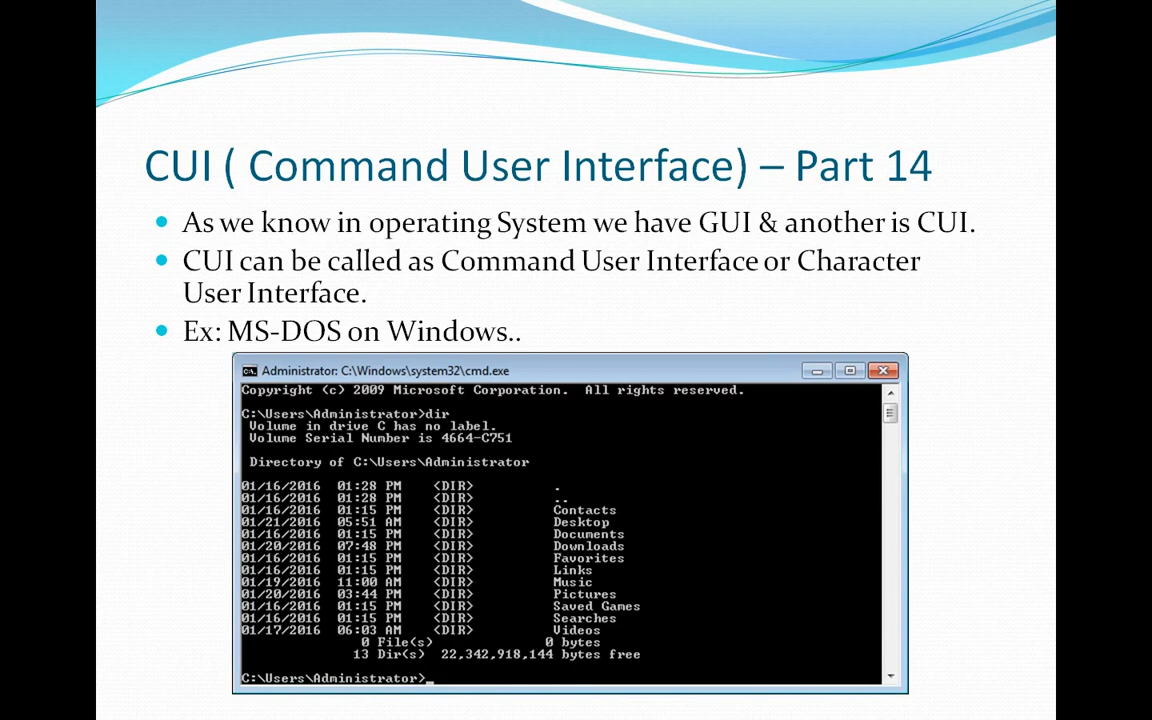 CUI ( Command User Interface) – Part 14
As we know in operating System we have GUI & another is CUI.
CUI can be called as Command User Interface or Character
User Interface.
Ex: MS-DOS on Windows..
Administrator: C:\Windows\system32\cmd.exe
Copyright (c) 2009 Microsoft Corporation.  All rights reserved.
C:\Users\Administrator>dir
Volume in drive C has no label.
Volume Serial Number is 4664-C751
Directory of C:\Users\Administrator
01/16/2016  01:28 PM    <DIR>          .
01/16/2016  01:28 PM    <DIR>          ..
01/16/2016  01:15 PM    <DIR>          Contacts
01/21/2016  05:51 AM    <DIR>          Desktop
01/16/2016  01:15 PM    <DIR>          Documents
01/20/2016  07:48 PM    <DIR>          Downloads
01/16/2016  01:15 PM    <DIR>          Favorites
01/16/2016  01:15 PM    <DIR>          Links
01/19/2016  11:00 AM    <DIR>          Music
01/20/2016  03:44 PM    <DIR>          Pictures
01/16/2016  01:15 PM    <DIR>          Saved Games
01/16/2016  01:15 PM    <DIR>          Searches
01/17/2016  06:03 AM    <DIR>          Videos
0 File(s)              0 bytes
13 Dir(s)  22,342,918,144 bytes free
C:\Users\Administrator>_